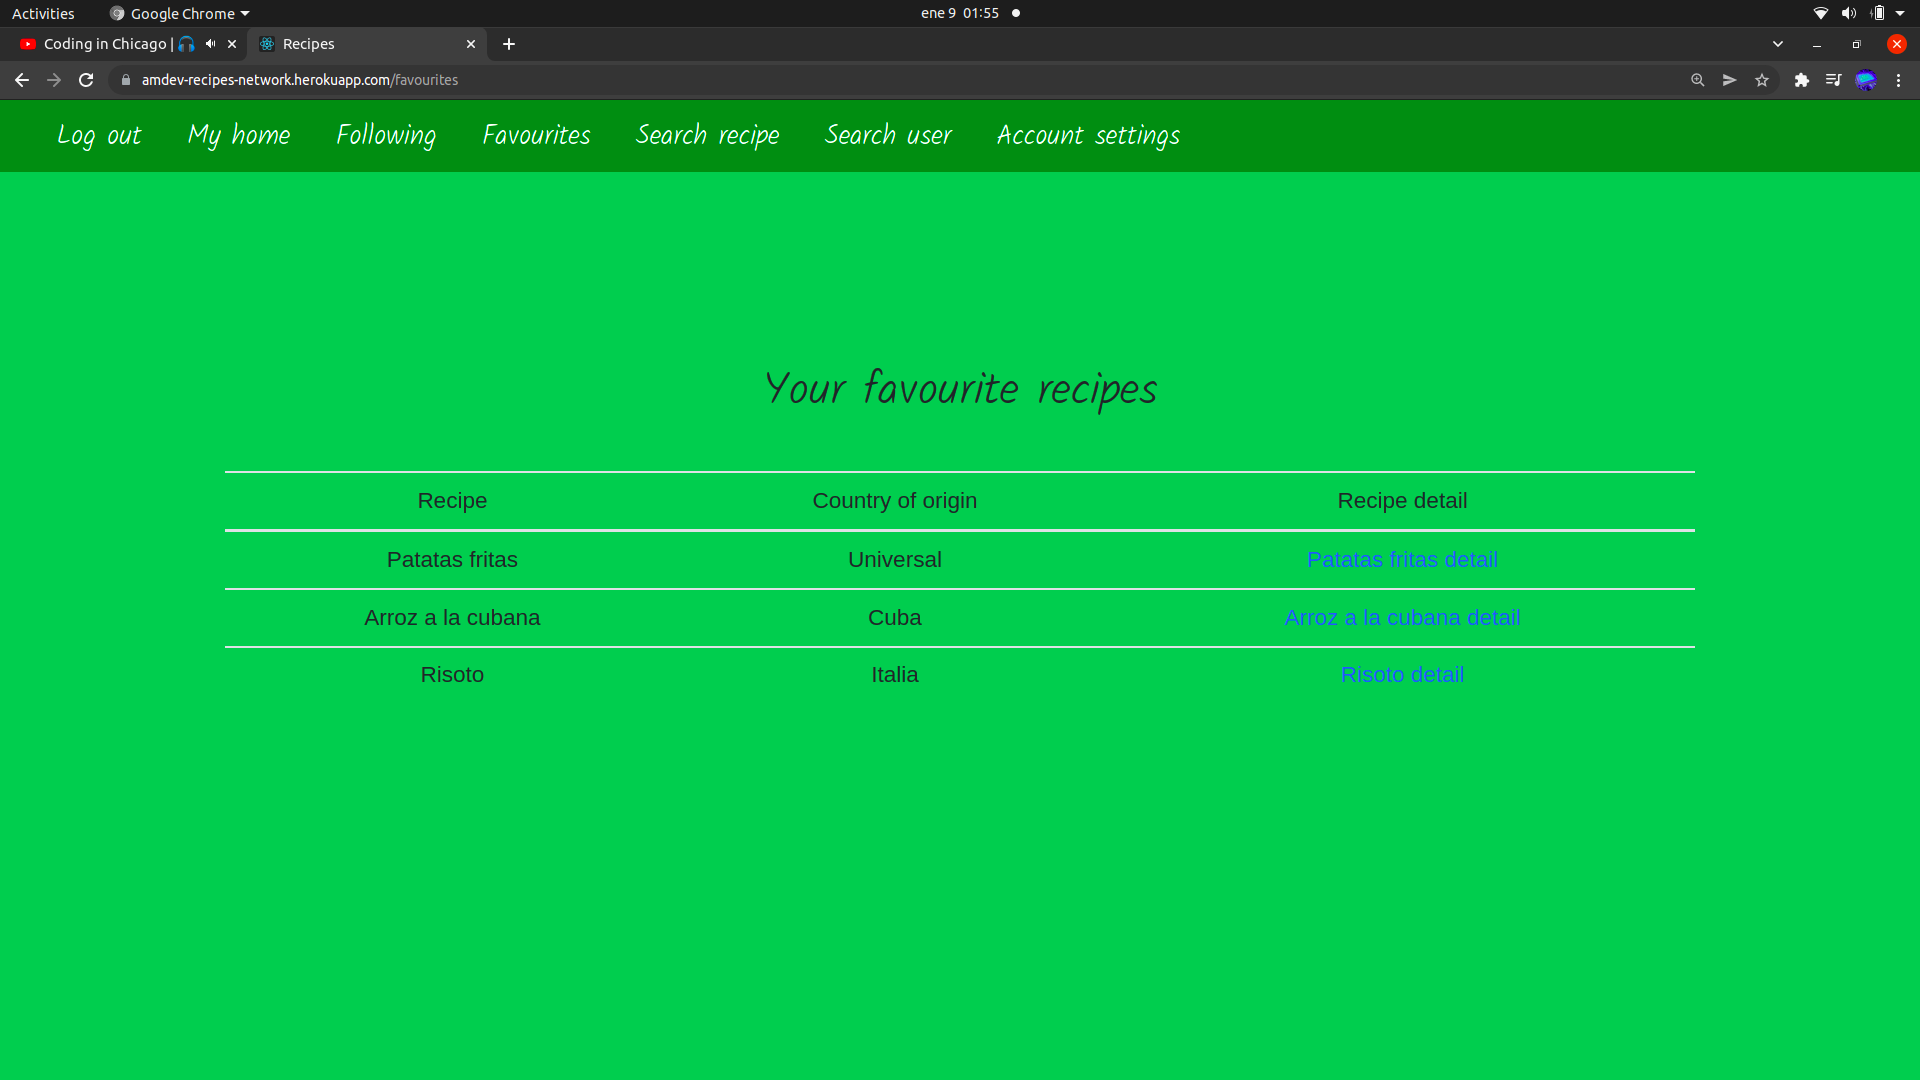 Activities Google Chrome ene 9 01:55
Coding in Chicago | Recipes
amdev-recipes-network.herokuapp.com/favourites
Log out My home Following Favourites Search recipe Search user Account settings
Your favourite recipes
Recipe Country of origin Recipe detail
Patatas fritas Universal Patatas fritas detail
Arroz a la cubana Cuba Arroz a la cubana detail
Risoto Italia Risoto detail